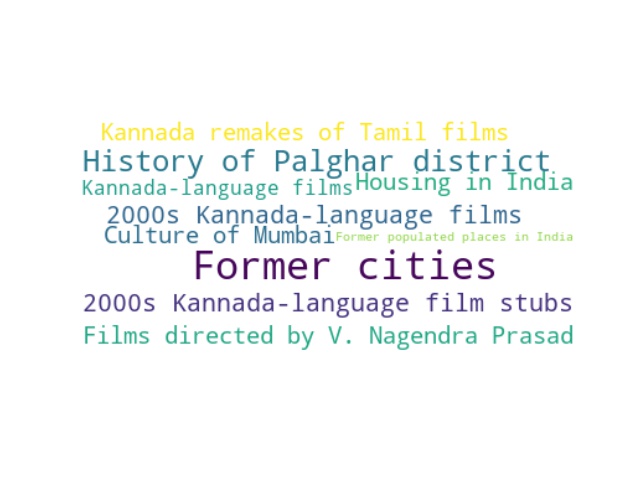 Kannada remakes of Tamil films
History of Palghar district
Kannada-language films
Housing in India
2000s Kannada-language films
Culture of Mumbai
Former populated places in India
Former cities
2000s Kannada-language film stubs
Films directed by V. Nagendra Prasad